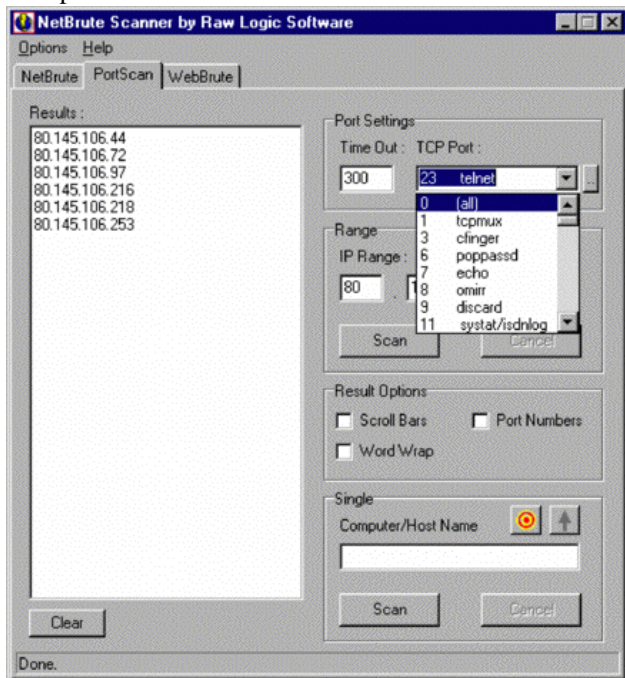 NetBrute Scanner by Raw Logic Software
Options Help
NetBrute PortScan WebBrute
Results :
80.145.106.44
80.145.106.72
80.145.106.97
80.145.106.216
80.145.106.218
80.145.106.253
Clear
Port Settings
Time Out : TCP Port :
300 23 telnet ..
0 (all)
1 tcpmux
3 cfinger
6 poppassd
7 echo
8 omirr
9 discard
11 systat/isdnlog
Range
IP Range :
80 .
Scan Cancel
Result Options
Scroll Bars Port Numbers
Word Wrap
Single
Computer/Host Name
Scan Cancel
Done.